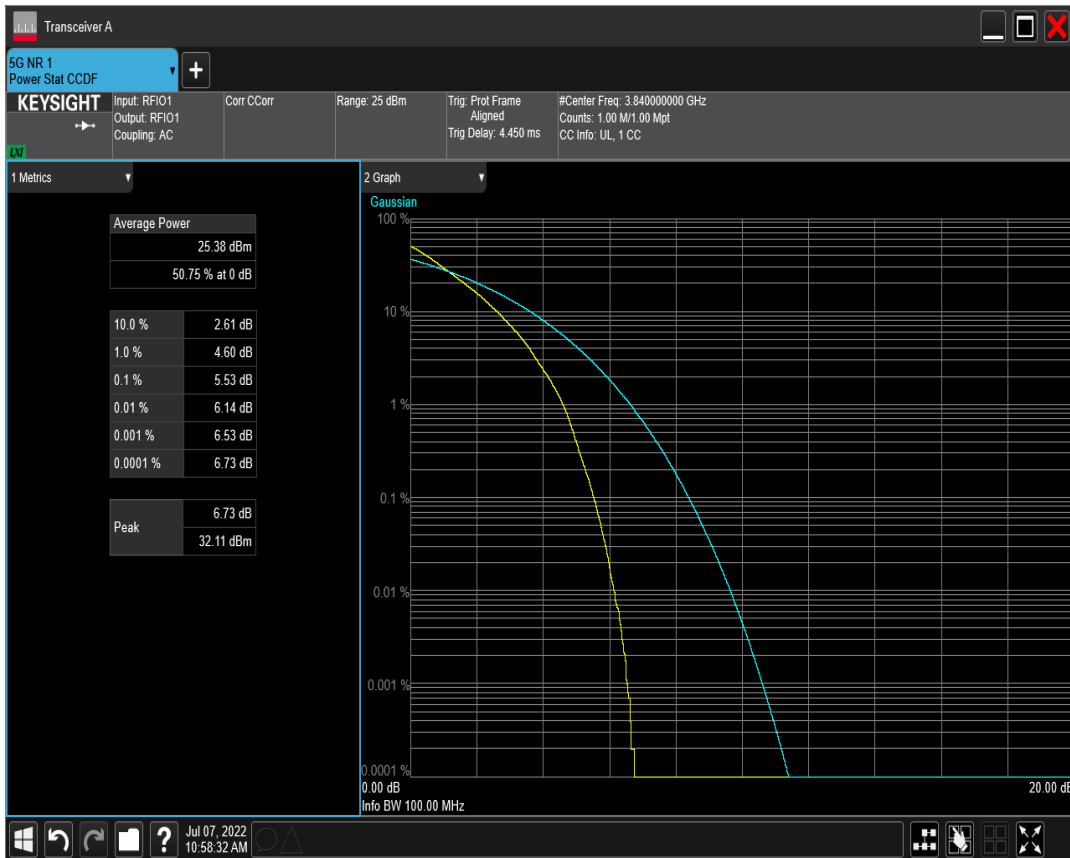 Transceiver A
5G NR 1
Power Stat CCDF
+
KEYSIGHT
LXI
Input: RFIO1
Output: RFIO1
Coupling: AC
Corr CCorr
Range: 25 dBm
Trig: Prot Frame
Aligned
Trig Delay: 4.450 ms
#Center Freq: 3.840000000 GHz
Counts: 1.00 M/1.00 Mpt
CC Info: UL, 1 CC
1 Metrics
Average Power
25.38 dBm
50.75 % at 0 dB
10.0 % 2.61 dB
1.0 % 4.60 dB
0.1 % 5.53 dB
0.01 % 6.14 dB
0.001 % 6.53 dB
0.0001 % 6.73 dB
Peak 6.73 dB
32.11 dBm
2 Graph
Gaussian
100 %
10 %
1 %
0.1 %
0.01 %
0.001 %
0.0001 %
0.00 dB 20.00 dB
Info BW 100.00 MHz
?
Jul 07, 2022
10:58:32 AM